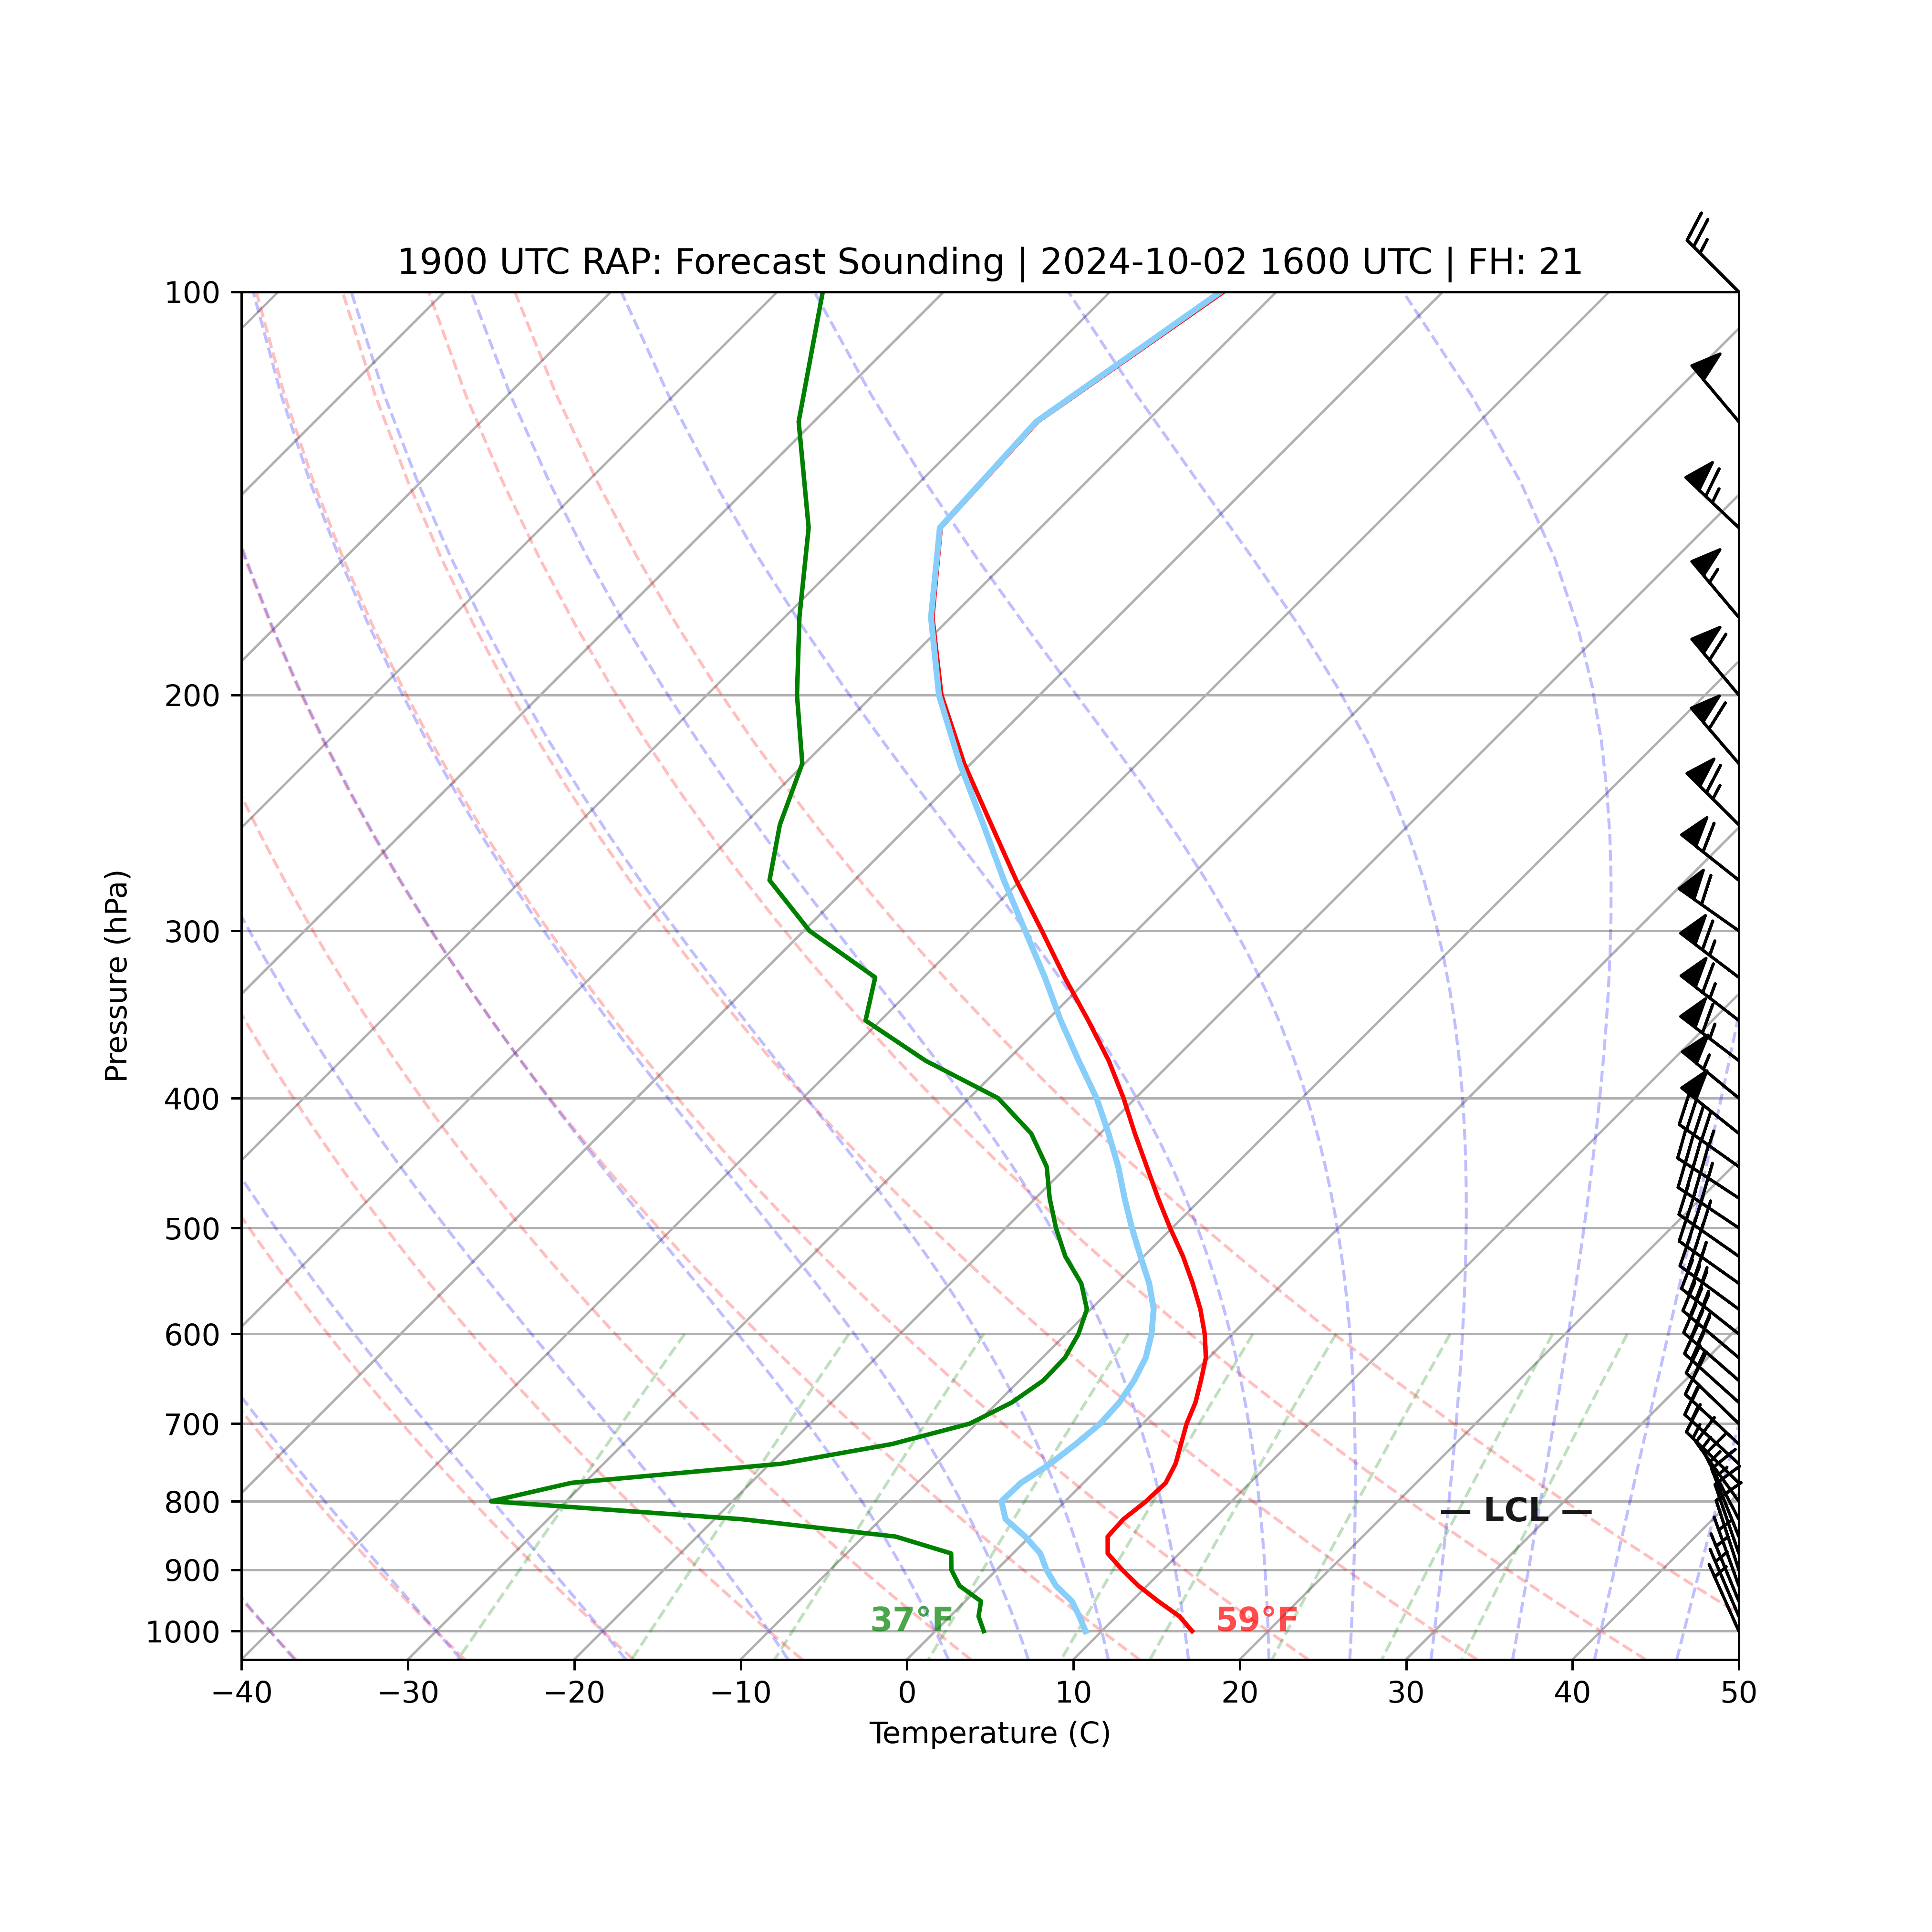 1900 UTC RAP: Forecast Sounding | 2024-10-02 1600 UTC | FH: 21
100
200
300
400
500
600
700
800
900
1000
Pressure (hPa)
— LCL —
37°F
59°F
−40 −30 −20 −10 0 10 20 30 40 50
Temperature (C)